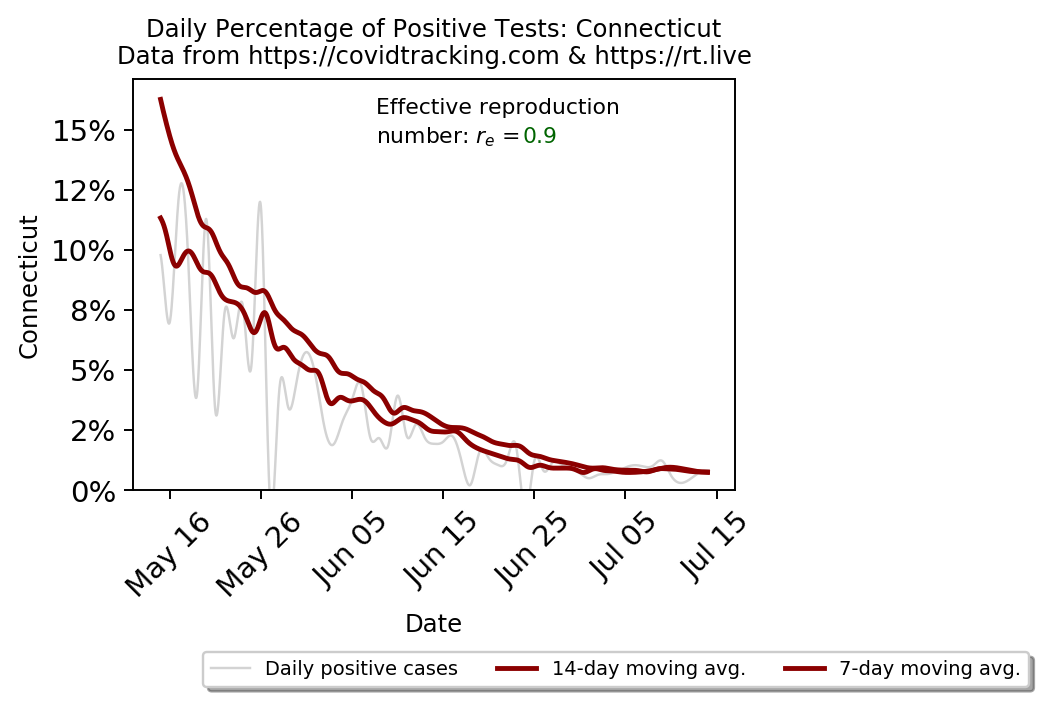 Daily Percentage of Positive Tests: Connecticut
Data from https://covidtracking.com & https://rt.live
Effective reproduction
number: r_e =0.9
15%
12%
10%
8%
5%
2%
0%
Connecticut
May 16
May 26
Jun 05
Jun 15
Jun 25
Jul 05
Jul 15
Date
Daily positive cases
14-day moving avg.
7-day moving avg.